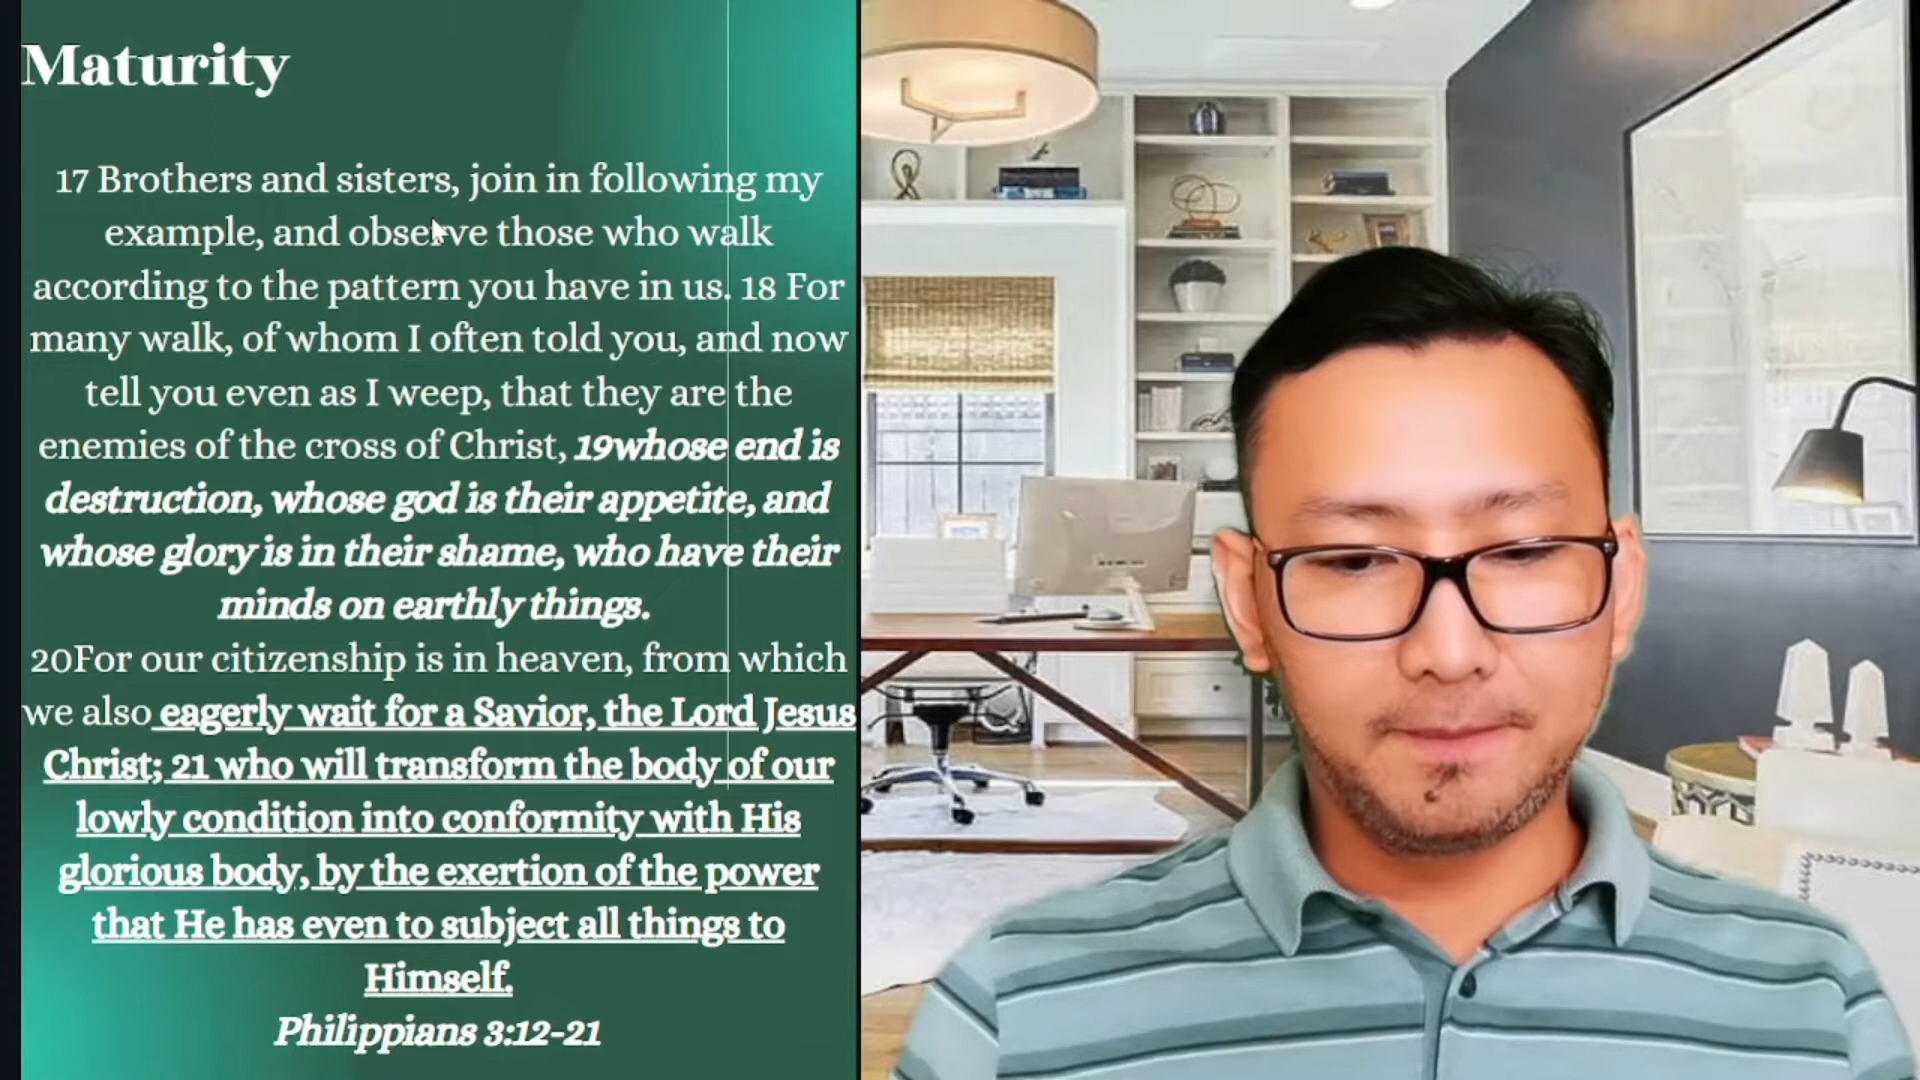 Maturity
17 Brothers and sisters, join in following my
example, and observe those who walk
according to the pattern you have in us. 18 For
many walk, of whom I often told you, and now
tell you even as I weep, that they are the
enemies of the cross of Christ, 19whose end is
destruction, whose god is their appetite, and
whose glory is in their shame, who have their
minds on earthly things.
20For our citizenship is in heaven, from which
we also eagerly wait for a Savior, the Lord Jesus
Christ; 21 who will transform the body of our
lowly condition into conformity with His
glorious body, by the exertion of the power
that He has even to subject all things to
Himself.
Philippians 3:12-21